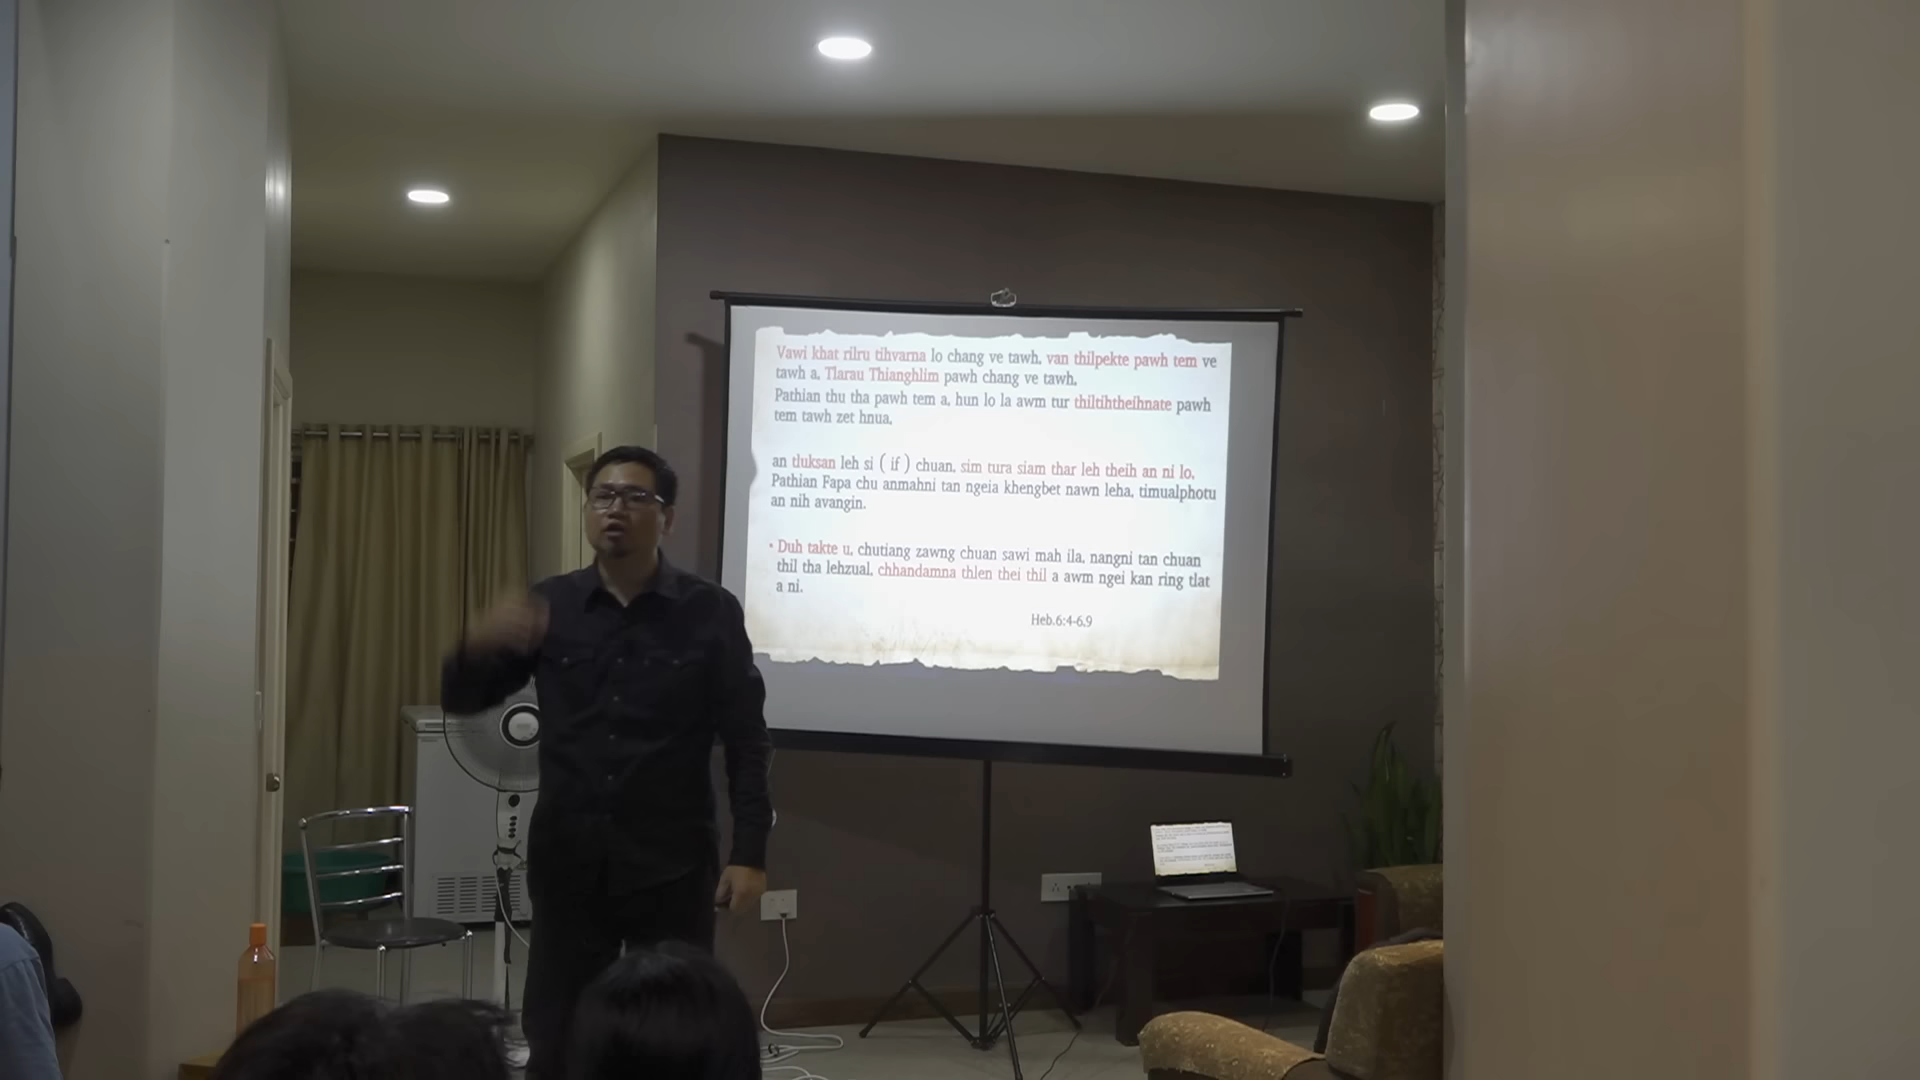 Vawi khat rilru tihvarna lo chang ve tawh, van thilpekte pawh tem ve
tawh a, Tlarau Thianghlim pawh chang ve tawh,
Pathian thu tha pawh tem a, hun lo la awm tur thiltihtheihnate pawh
tem tawh zet hnua,
an tluksan leh si ( if ) chuan, sim tura siam thar leh theih an ni lo,
Pathian Fapa chu anmahni tan ngeia khengbet nawn leha, timualphotu
an nih avangin.
• Duh takte u, chutiang zawng chuan sawi mah ila, nangni tan chuan
thil tha lehzual, chhandamna thlen thei thil a awm ngei kan ring tlat
a ni.
Heb.6:4-6,9